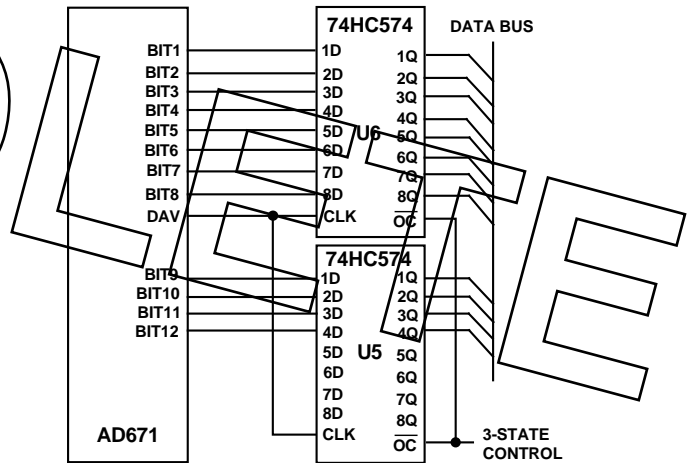 74HC574
DATA BUS
BIT1
BIT2
BIT3
BIT4
BIT5
BIT6
BIT7
BIT8
DAV
BIT9
BIT10
BIT11
BIT12
AD671
1D
2D
3D
4D
5D
6D
7D
8D
CLK
U6
1Q
2Q
3Q
4Q
5Q
6Q
7Q
8Q
OC
74HC574
1D
2D
3D
4D
5D
6D
7D
8D
CLK
U5
1Q
2Q
3Q
4Q
5Q
6Q
7Q
8Q
OC
3-STATE
CONTROL
LETE